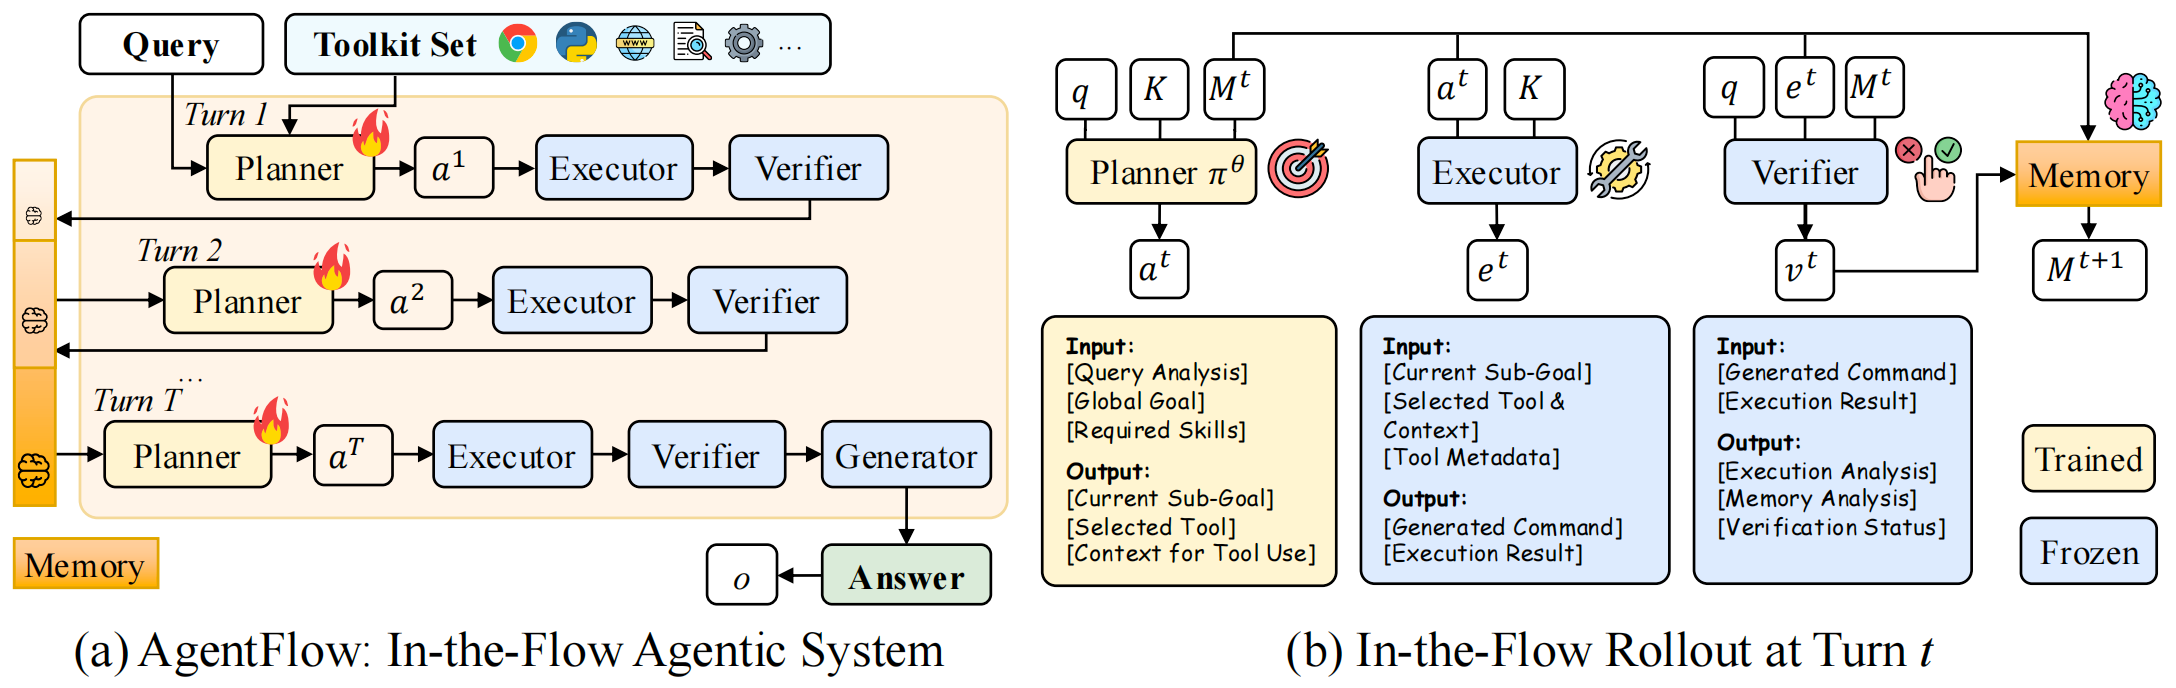 Query
Toolkit Set
WWW
...
Turn 1
Planner
a^1
Executor
Verifier
Turn 2
Planner
a^2
Executor
Verifier
...
Turn T
Planner
a^T
Executor
Verifier
Generator
Memory
o
Answer
(a) AgentFlow: In-the-Flow Agentic System
q
K
M^t
Planner π^θ
a^t
a^t
K
Executor
e^t
q
e^t
M^t
Verifier
v^t
Memory
M^{t+1}
Input:
[Query Analysis]
[Global Goal]
[Required Skills]
Output:
[Current Sub-Goal]
[Selected Tool]
[Context for Tool Use]
Input:
[Current Sub-Goal]
[Selected Tool &
Context]
[Tool Metadata]
Output:
[Generated Command]
[Execution Result]
Input:
[Generated Command]
[Execution Result]
Output:
[Execution Analysis]
[Memory Analysis]
[Verification Status]
Trained
Frozen
(b) In-the-Flow Rollout at Turn t